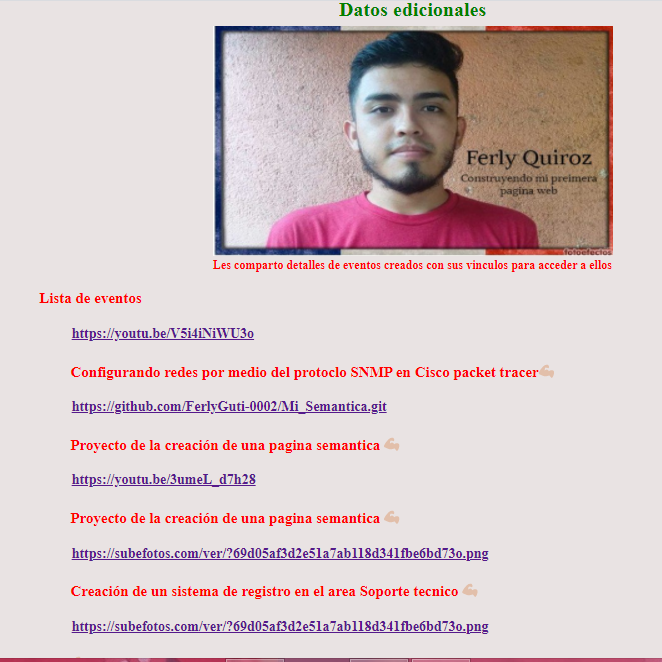 Datos edicionales
Ferly Quiroz
Construyendo mi preimera
pagina web
fotoefectos
Les comparto detalles de eventos creados con sus vinculos para acceder a ellos
Lista de eventos
https://youtu.be/V5i4iNiWU3o
Configurando redes por medio del protoclo SNMP en Cisco packet tracer💪🏼
https://github.com/FerlyGuti-0002/Mi_Semantica.git
Proyecto de la creación de una pagina semantica 💪🏼
https://youtu.be/3umeL_d7h28
Proyecto de la creación de una pagina semantica 💪🏼
https://subefotos.com/ver/?69d05af3d2e51a7ab118d341fbe6bd73o.png
Creación de un sistema de registro en el area Soporte tecnico 💪🏼
https://subefotos.com/ver/?69d05af3d2e51a7ab118d341fbe6bd73o.png